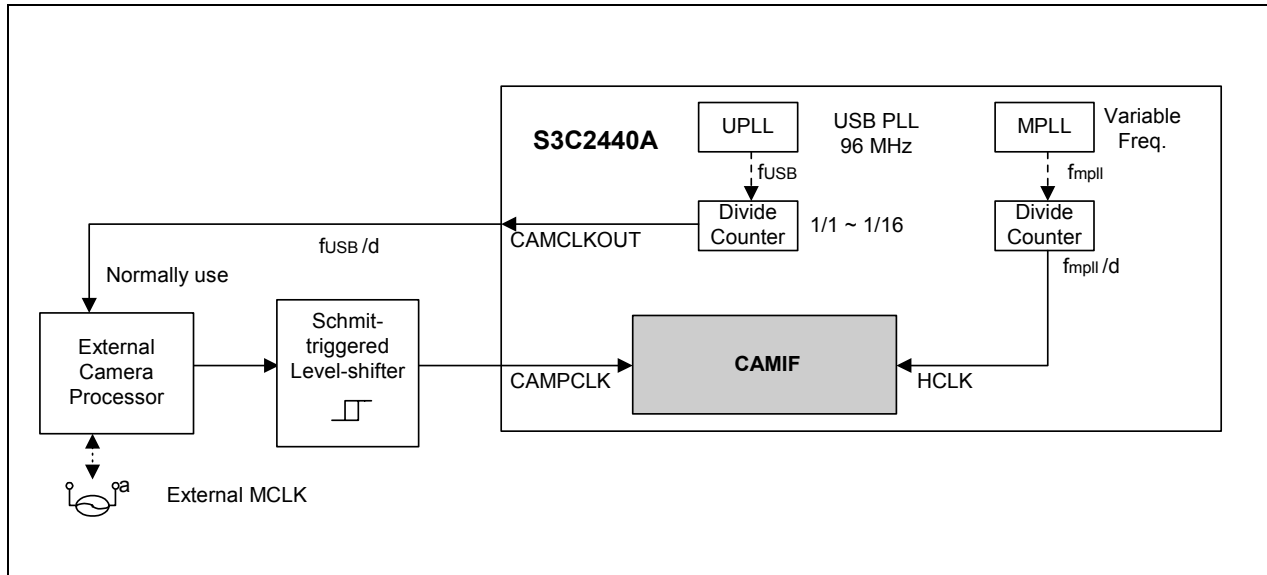 S3C2440A
UPLL
USB PLL
96 MHz
MPLL
Variable
Freq.
fUSB
fmpll
Divide
Counter
1/1 ~ 1/16
Divide
Counter
CAMCLKOUT
fUSB /d
fmpll /d
Normally use
External
Camera
Processor
Schmit-
triggered
Level-shifter
CAMPCLK
CAMIF
HCLK
a
External MCLK